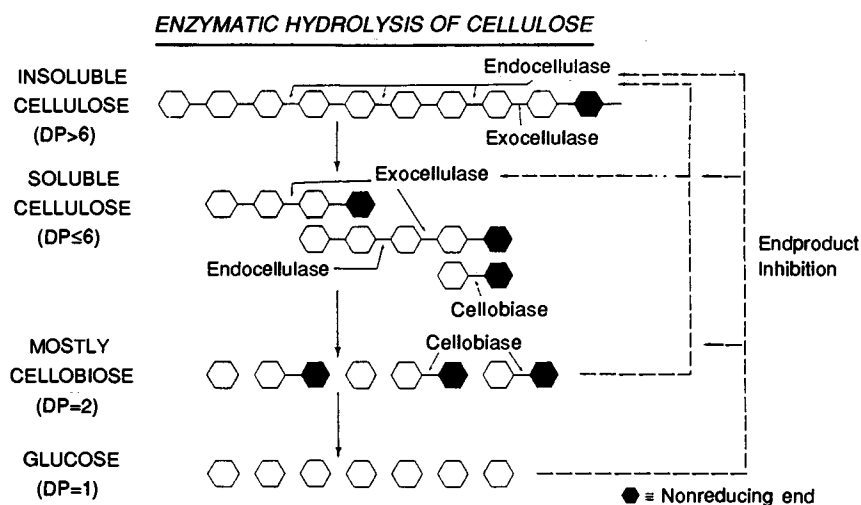 ENZYMATIC HYDROLYSIS OF CELLULOSE
INSOLUBLE
CELLULOSE
(DP>6)
Endocellulase
Exocellulase
SOLUBLE
CELLULOSE
(DP≤6)
Exocellulase
Endocellulase
Cellobiase
Endproduct
Inhibition
MOSTLY
CELLOBIOSE
(DP=2)
Cellobiase
GLUCOSE
(DP=1)
≡ Nonreducing end